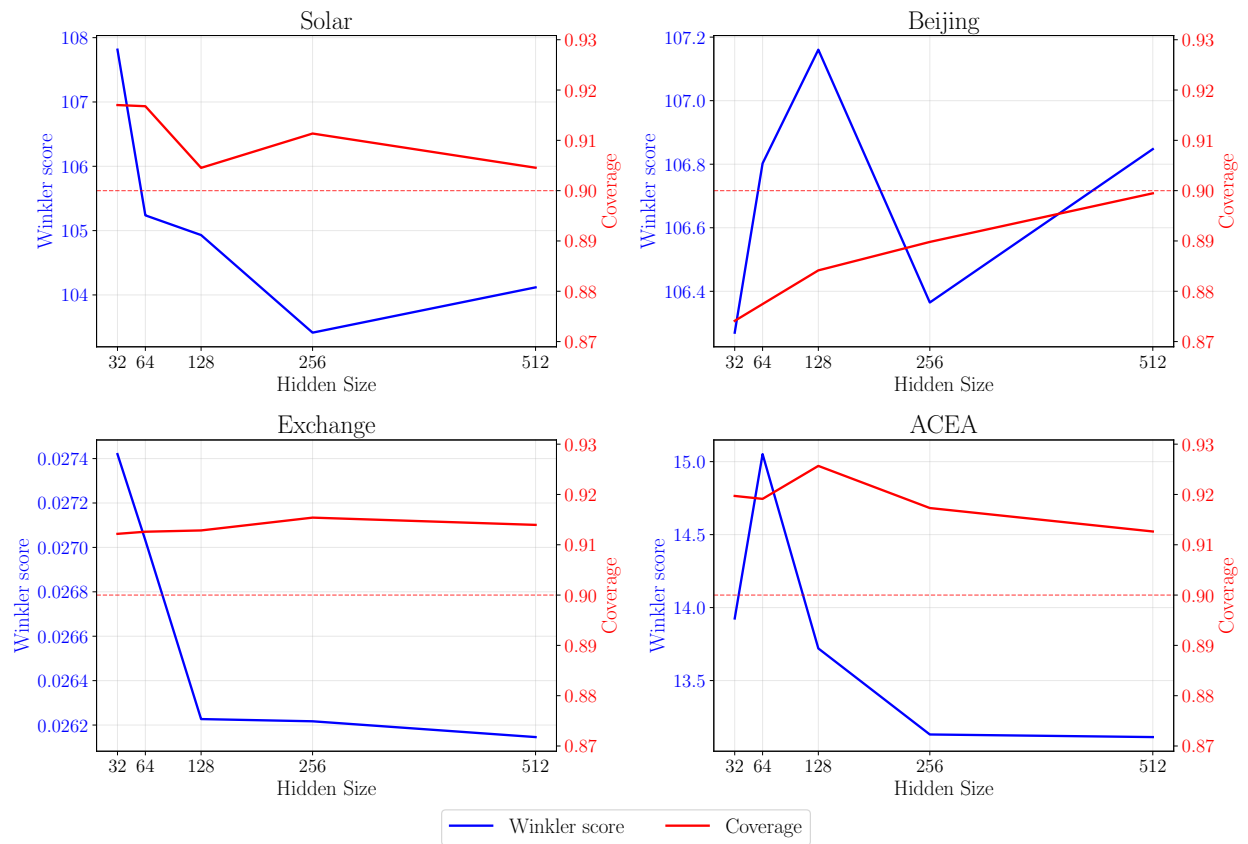 Solar
108
107
106
105
104
Winkler score
0.93
0.92
0.91
0.90
0.89
0.88
0.87
Coverage
32 64 128 256 512
Hidden Size
Beijing
107.2
107.0
106.8
106.6
106.4
Winkler score
0.93
0.92
0.91
0.90
0.89
0.88
0.87
Coverage
32 64 128 256 512
Hidden Size
Exchange
0.0274
0.0272
0.0270
0.0268
0.0266
0.0264
0.0262
Winkler score
0.93
0.92
0.91
0.90
0.89
0.88
0.87
Coverage
32 64 128 256 512
Hidden Size
ACEA
15.0
14.5
14.0
13.5
Winkler score
0.93
0.92
0.91
0.90
0.89
0.88
0.87
Coverage
32 64 128 256 512
Hidden Size
Winkler score Coverage